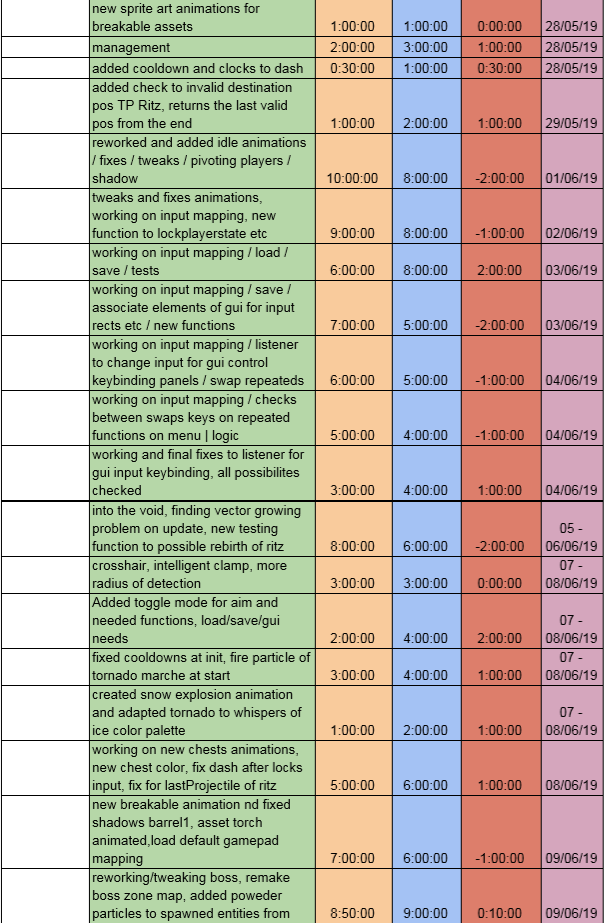 new sprite art animations for
breakable assets 1:00:00 1:00:00 0:00:00 28/05/19
management 2:00:00 3:00:00 1:00:00 28/05/19
added cooldown and clocks to dash 0:30:00 1:00:00 0:30:00 28/05/19
added check to invalid destination
pos TP Ritz, returns the last valid
pos from the end 1:00:00 2:00:00 1:00:00 29/05/19
reworked and added idle animations
/ fixes / tweaks / pivoting players /
shadow 10:00:00 8:00:00 -2:00:00 01/06/19
tweaks and fixes animations,
working on input mapping, new
function to lockplayerstate etc 9:00:00 8:00:00 -1:00:00 02/06/19
working on input mapping / load /
save / tests 6:00:00 8:00:00 2:00:00 03/06/19
working on input mapping / save /
associate elements of gui for input
rects etc / new functions 7:00:00 5:00:00 -2:00:00 03/06/19
working on input mapping / listener
to change input for gui control
keybinding panels / swap repeateds 6:00:00 5:00:00 -1:00:00 04/06/19
working on input mapping / checks
between swaps keys on repeated
functions on menu | logic 5:00:00 4:00:00 -1:00:00 04/06/19
working and final fixes to listener for
gui input keybinding, all possibilites
checked 3:00:00 4:00:00 1:00:00 04/06/19
into the void, finding vector growing
problem on update, new testing 05 -
function to possible rebirth of ritz 8:00:00 6:00:00 -2:00:00 06/06/19
crosshair, intelligent clamp, more 07 -
radius of detection 3:00:00 3:00:00 0:00:00 08/06/19
Added toggle mode for aim and
needed functions, load/save/gui 07 -
needs 2:00:00 4:00:00 2:00:00 08/06/19
fixed cooldowns at init, fire particle of 07 -
tornado marche at start 3:00:00 4:00:00 1:00:00 08/06/19
created snow explosion animation
and adapted tornado to whispers of 07 -
ice color palette 1:00:00 2:00:00 1:00:00 08/06/19
working on new chests animations,
new chest color, fix dash after locks
input, fix for lastProjectile of ritz 5:00:00 6:00:00 1:00:00 08/06/19
new breakable animation nd fixed
shadows barrel1, asset torch
animated,load default gamepad
mapping 7:00:00 6:00:00 -1:00:00 09/06/19
reworking/tweaking boss, remake
boss zone map, added poweder
particles to spawned entities from 8:50:00 9:00:00 0:10:00 09/06/19